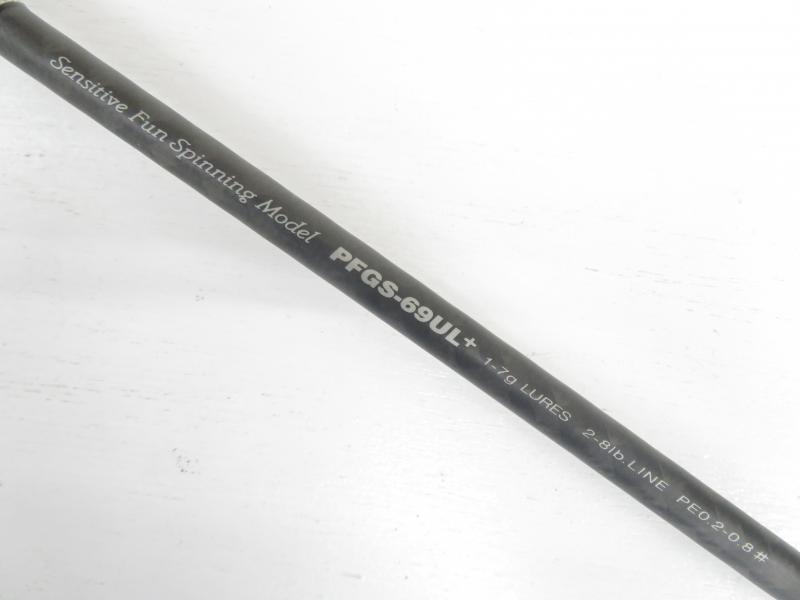 Sensitive Fun Spinning Model PFGS-69UL+ 1-7g LURES 2-8lb.LINE PE0.2-0.8#